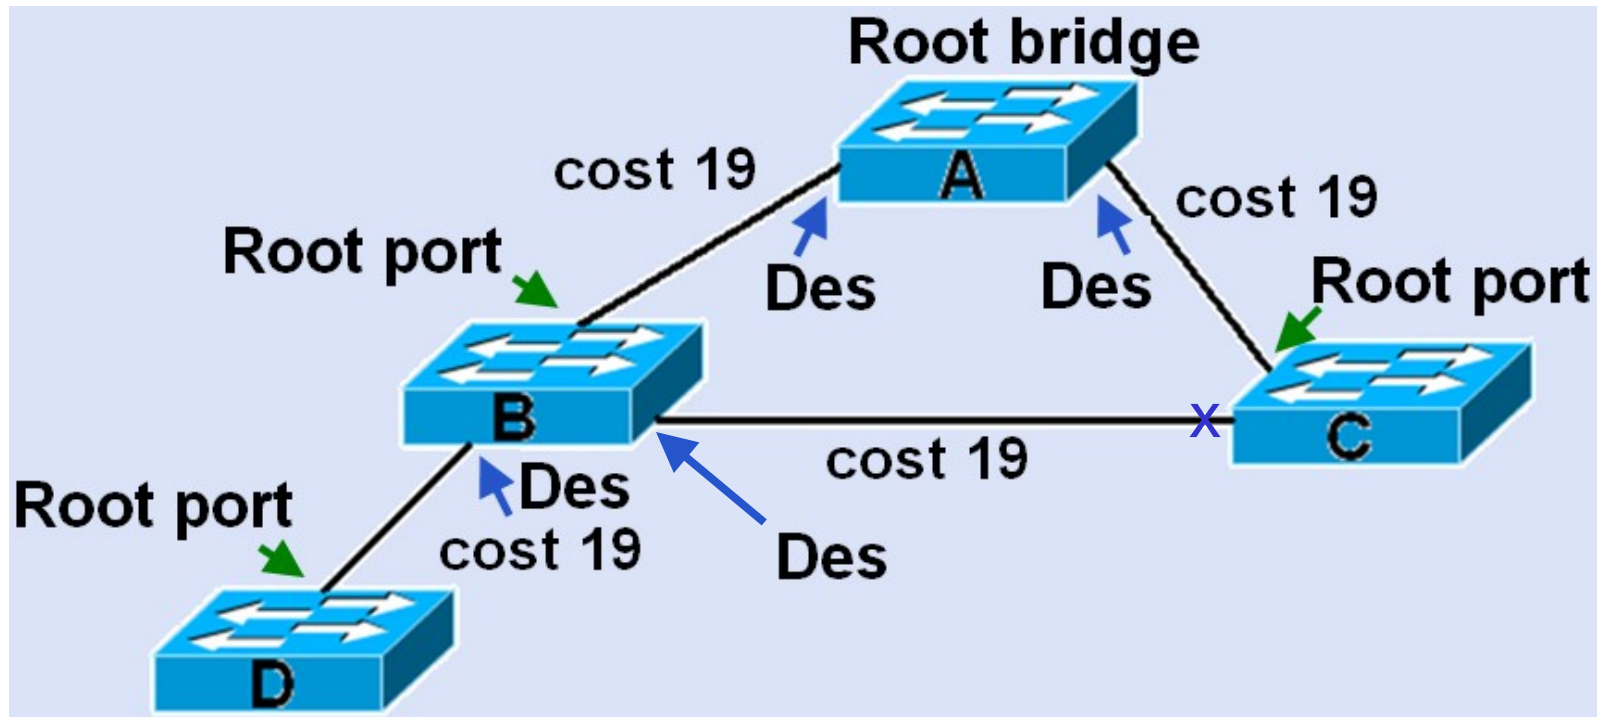 Root bridge
A
cost 19
cost 19
Root port
Des
Des
Root port
B
X
C
cost 19
Des
Root port
cost 19
Des
D